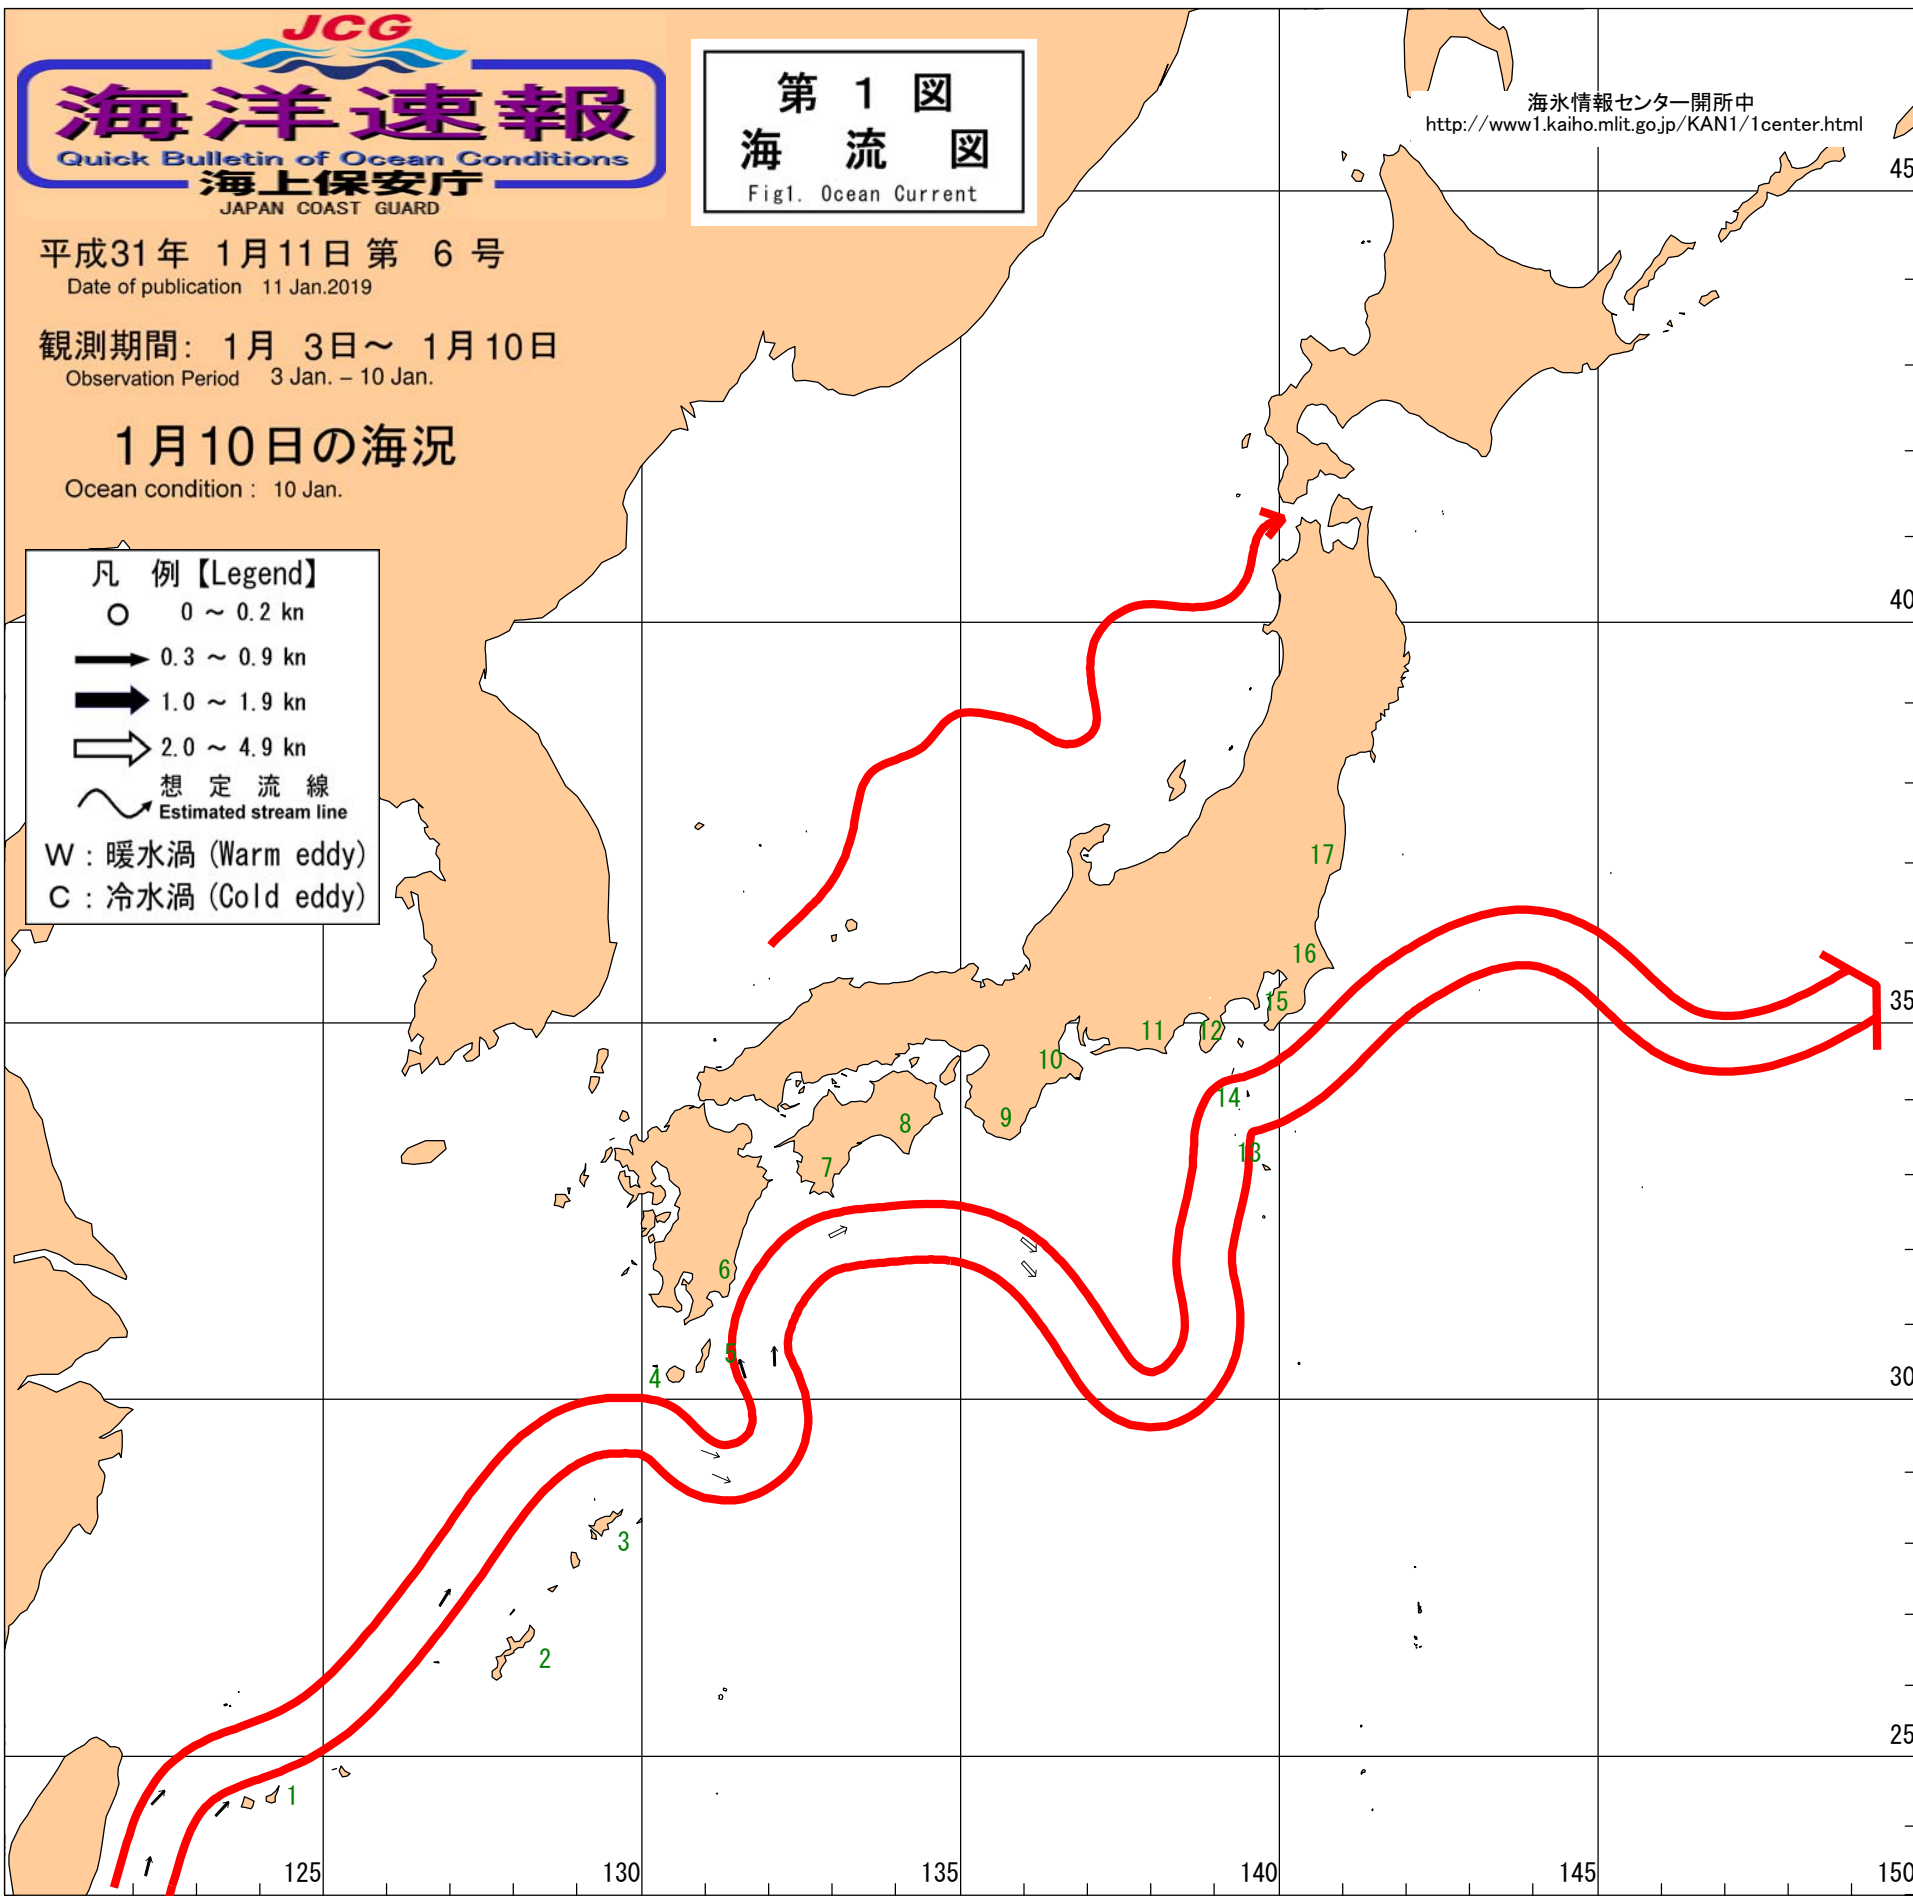 JCG
海洋速報
Quick Bulletin of Ocean Conditions
海上保安庁
JAPAN COAST GUARD
第 1 図
海 流 図
Fig1. Ocean Current
海氷情報センター開所中
http://www1.kaiho.mlit.go.jp/KAN1/1center.html
平成31年 1月11日 第 6 号
Date of publication 11 Jan.2019
観測期間: 1月 3日～ 1月10日
Observation Period 3 Jan. – 10 Jan.
1月10日の海況
Ocean condition : 10 Jan.
凡 例【Legend】
0 ～ 0.2 kn
0.3 ～ 0.9 kn
1.0 ～ 1.9 kn
2.0 ～ 4.9 kn
想 定 流 線
Estimated stream line
W : 暖水渦 (Warm eddy)
C : 冷水渦 (Cold eddy)
45
40
17
16
35
15
11
12
10
14
9
8
13
7
6
5
4
30
3
2
25
1
125
130
135
140
145
150